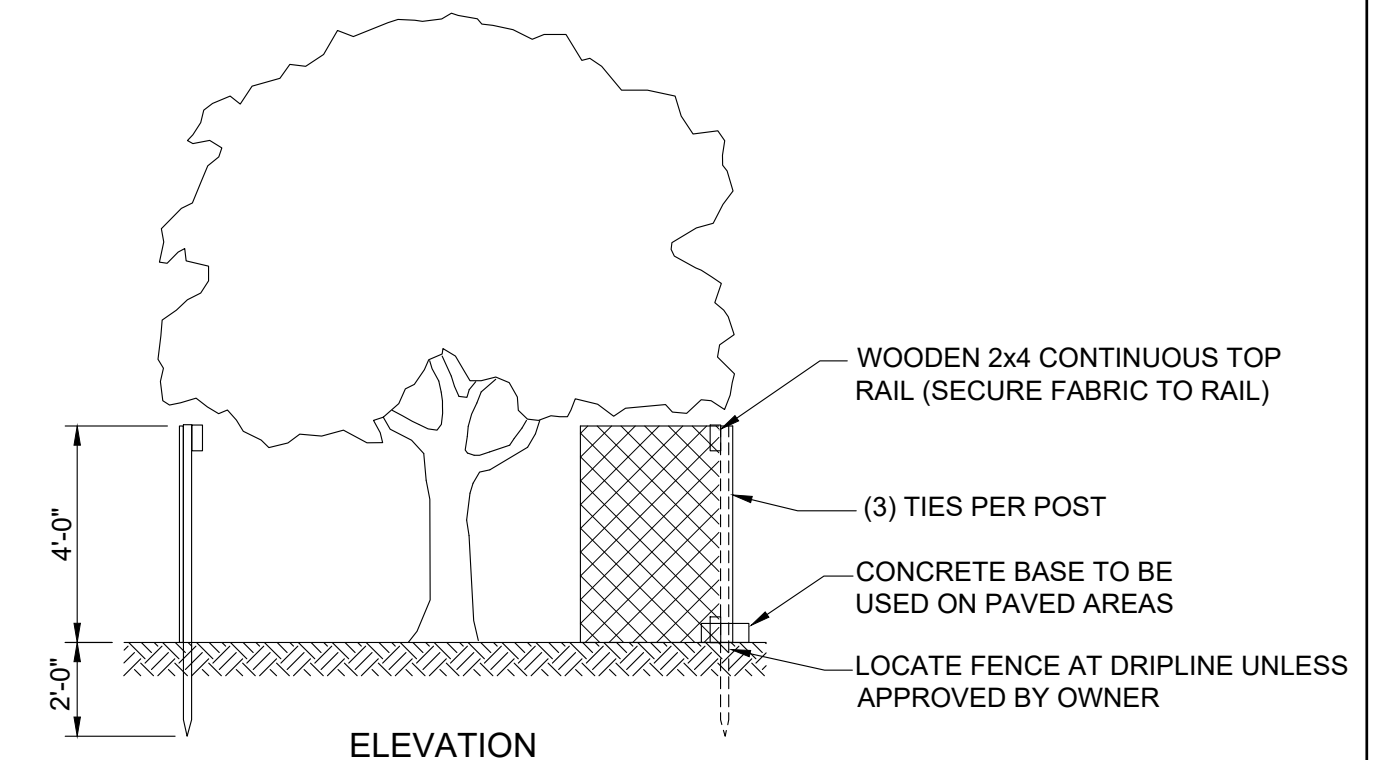 WOODEN 2x4 CONTINUOUS TOP
RAIL (SECURE FABRIC TO RAIL)
4'-0"
(3) TIES PER POST
CONCRETE BASE TO BE
USED ON PAVED AREAS
2'-0"
LOCATE FENCE AT DRIPLINE UNLESS
APPROVED BY OWNER
ELEVATION